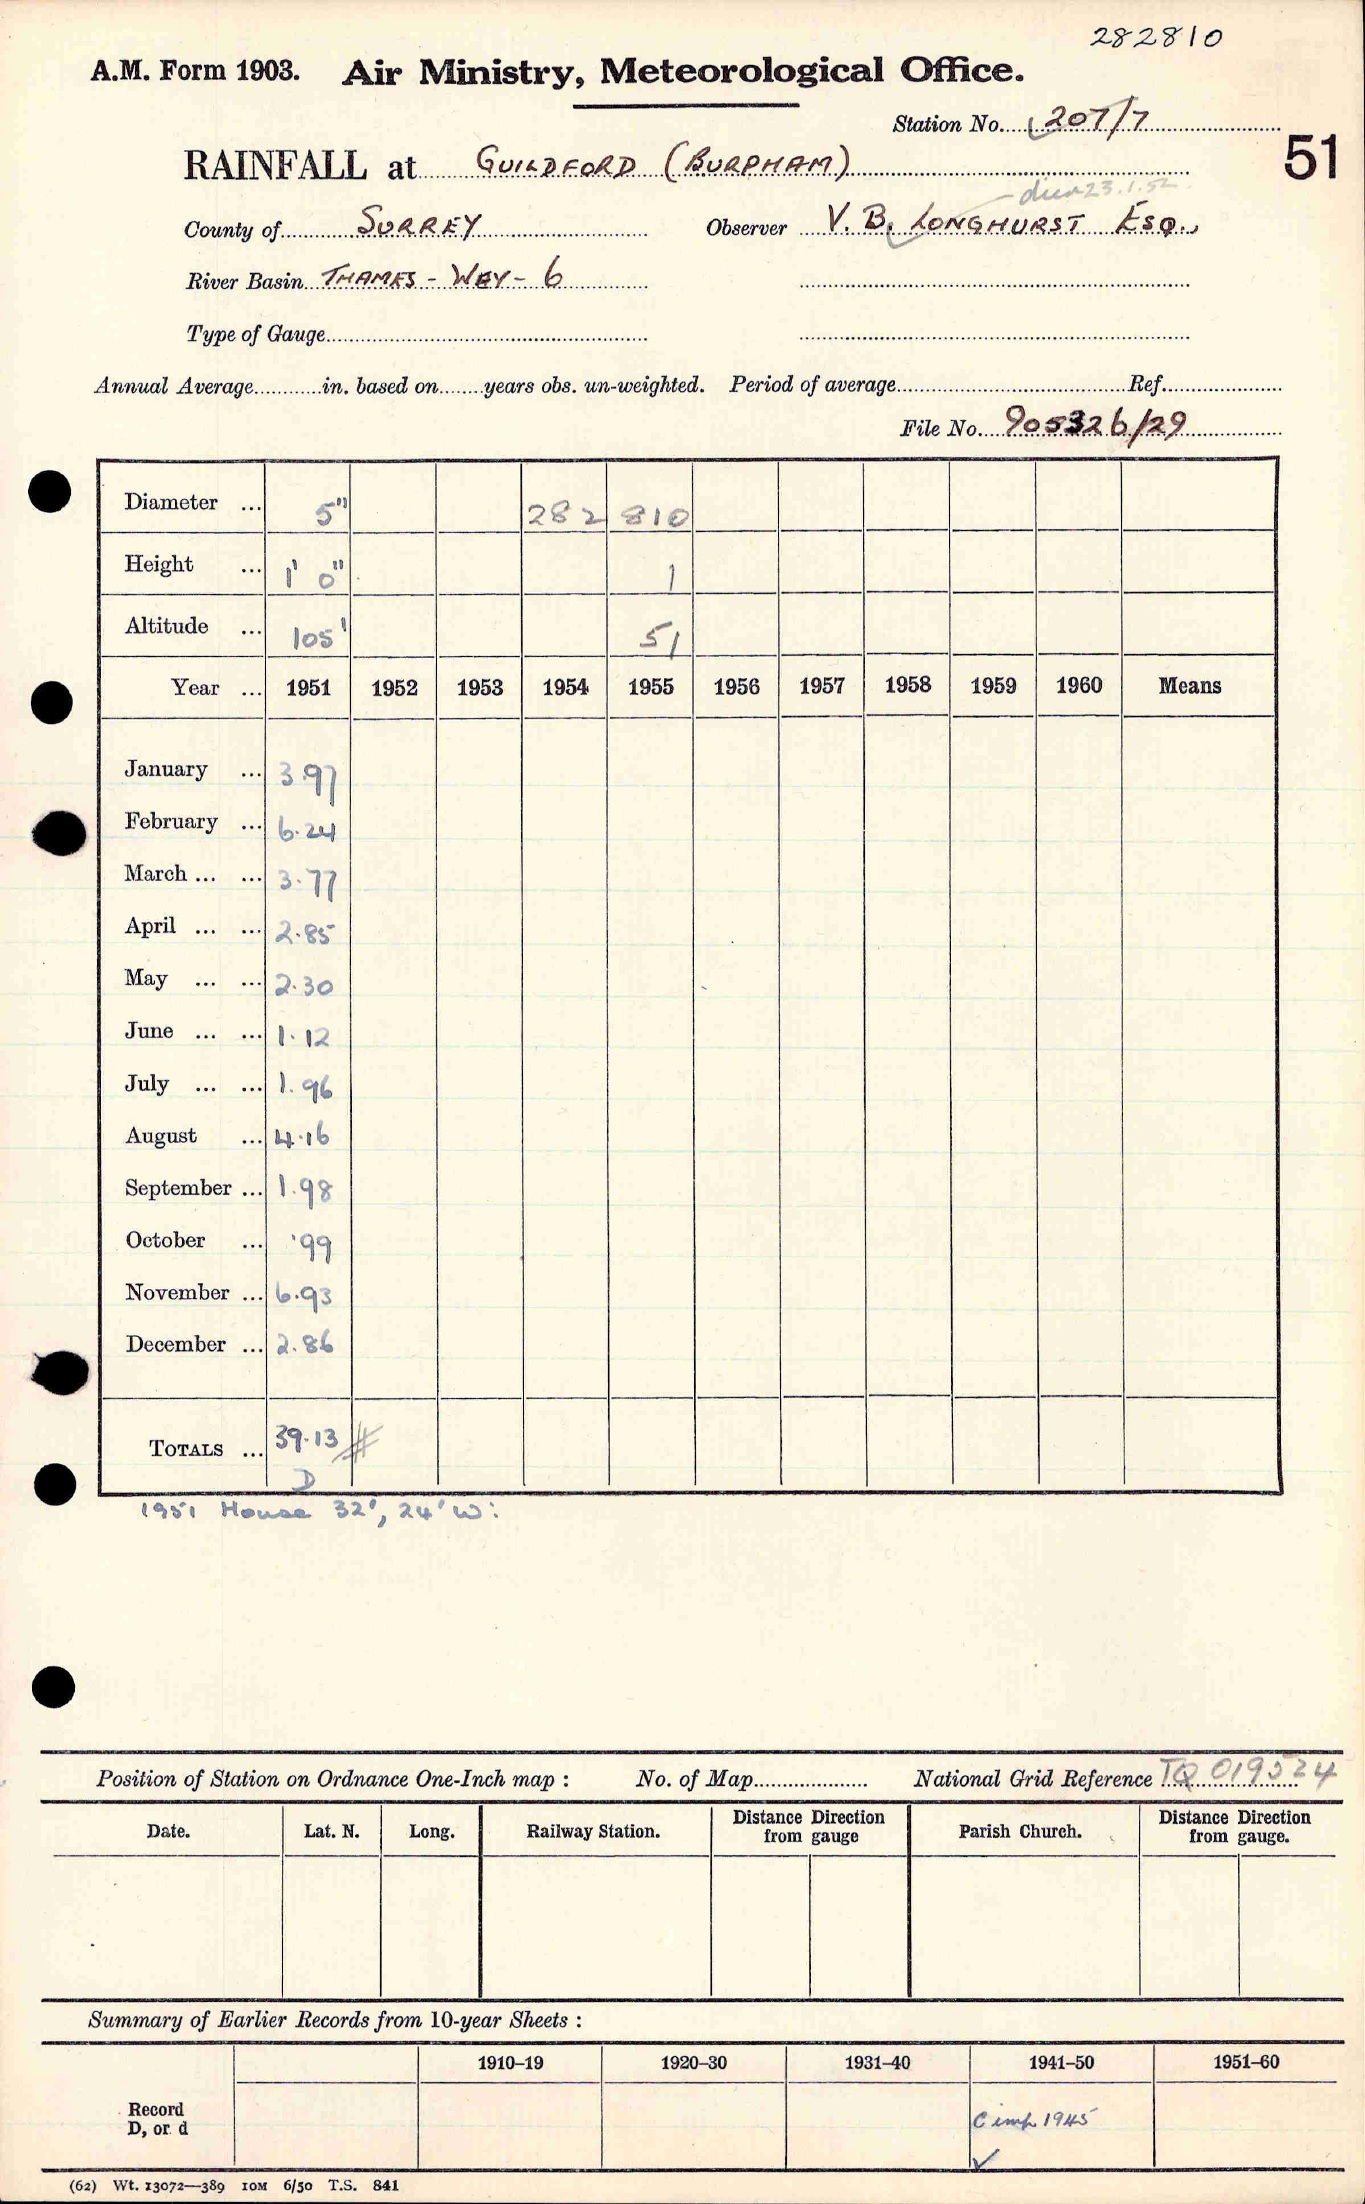 282810
A.M. Form 1903. Air Ministry, Meteorological Office.
Station No. 207/7
51
RAINFALL at GUILDFORD (BURPHAM)
died 23.1.52.
County of SURREY Observer V. B. LONGHURST ESQ.,
River Basin THAMES - WEY - 6
Type of Gauge
Annual Average in. based on years obs. un-weighted. Period of average Ref.
File No. 905326/29
Diameter ... 5" 282 810
Height ... 1' 0" 1
Altitude ... 105' 51
Year ... 1951 1952 1953 1954 1955 1956 1957 1958 1959 1960 Means
January ... 3.97
February ... 6.24
March ... ... 3.77
April ... ... 2.85
May ... ... 2.30
June ... ... 1.12
July ... ... 1.96
August ... 4.16
September ... 1.98
October ... .99
November ... 6.93
December ... 2.86
TOTALS ... 39.13
D
1951 House 32', 24' W:
Position of Station on Ordnance One-Inch map : No. of Map National Grid Reference TQ 019524
Date. Lat. N. Long. Railway Station. Distance Direction from gauge Parish Church. Distance Direction from gauge.
Summary of Earlier Records from 10-year Sheets :
1910–19 1920–30 1931–40 1941–50 1951–60
Record
D, or d
C imp 1945
(62) Wt. 13072—389 10M 6/50 T.S. 841